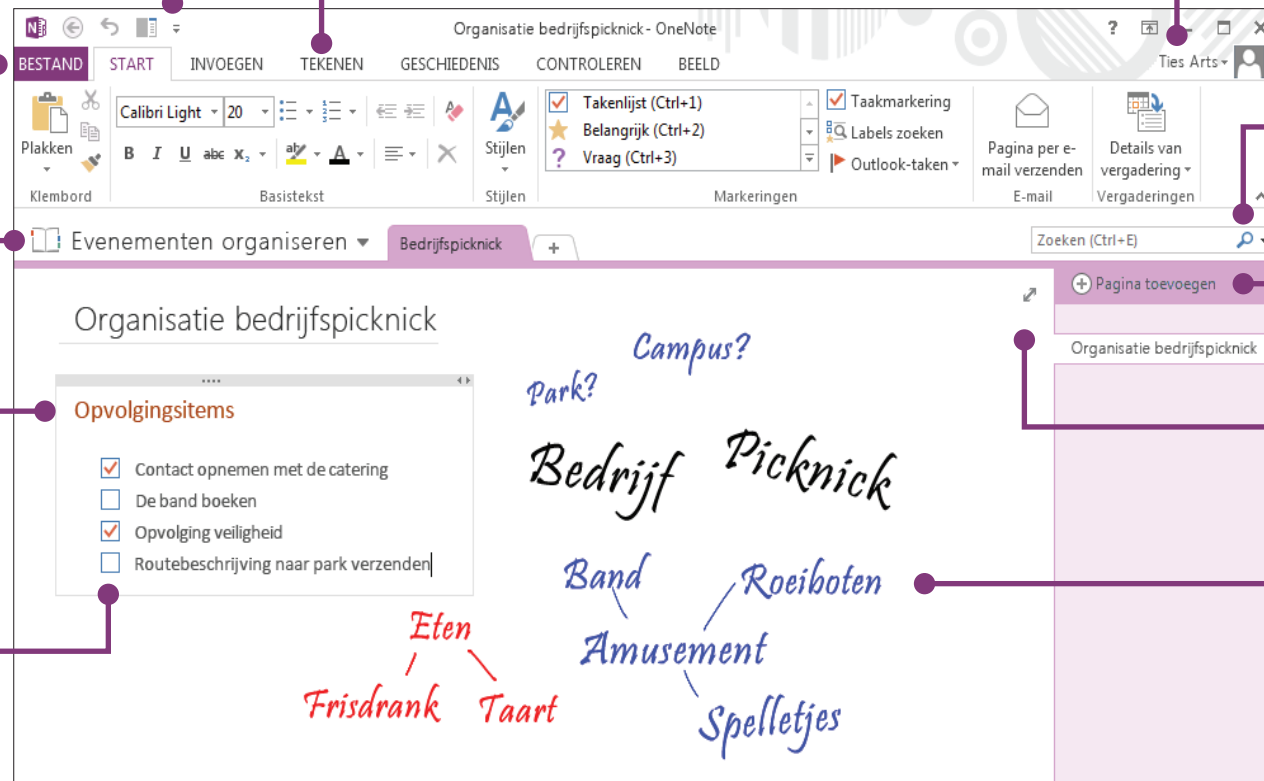 Organisatie bedrijfspicknick - OneNote
?
BESTAND START INVOEGEN TEKENEN GESCHIEDENIS CONTROLEREN BEELD
Ties Arts
Plakken
Calibri Light 20
B I U abc X₂ aby A
Stijlen
Takenlijst (Ctrl+1)
Belangrijk (Ctrl+2)
? Vraag (Ctrl+3)
Taakmarkering
Labels zoeken
Outlook-taken
Pagina per e-
mail verzenden
Details van
vergadering
Klembord Basistekst Stijlen Markeringen E-mail Vergaderingen
Evenementen organiseren Bedrijfspicknick +
Zoeken (Ctrl+E)
Pagina toevoegen
Organisatie bedrijfspicknick
Organisatie bedrijfspicknick
Opvolgingsitems
Contact opnemen met de catering
De band boeken
Opvolging veiligheid
Routebeschrijving naar park verzenden
Campus?
Park?
Bedrijf Picknick
Band Roeiboten
Amusement
Spelletjes
Eten
Frisdrank Taart